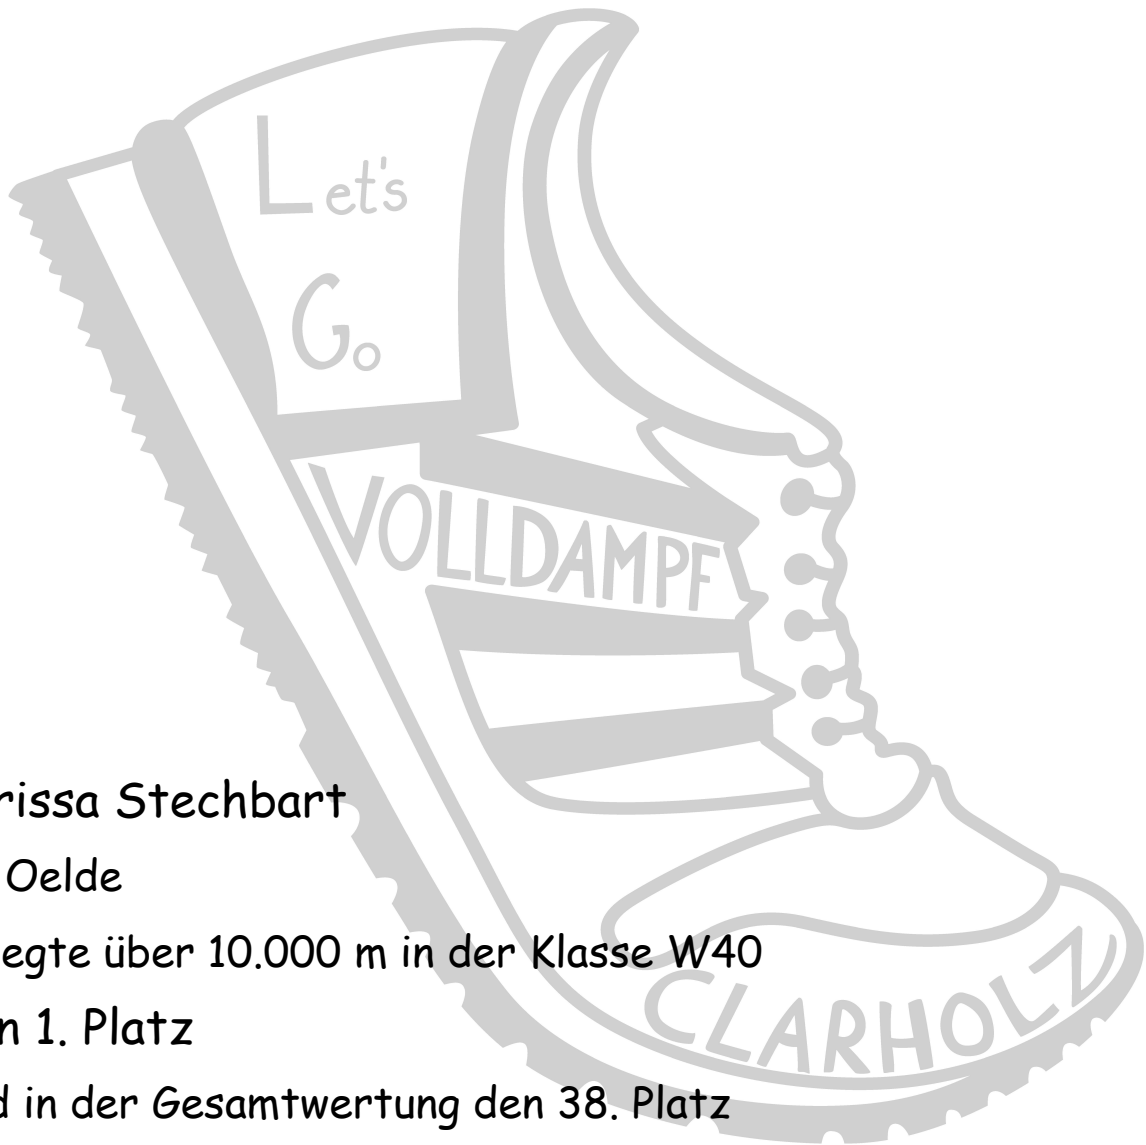 Let's
Go
VOLLDAMPF
rissa Stechbart
Oelde
egte über 10.000 m in der Klasse W40
n 1. Platz
d in der Gesamtwertung den 38. Platz
CLARHOLZ